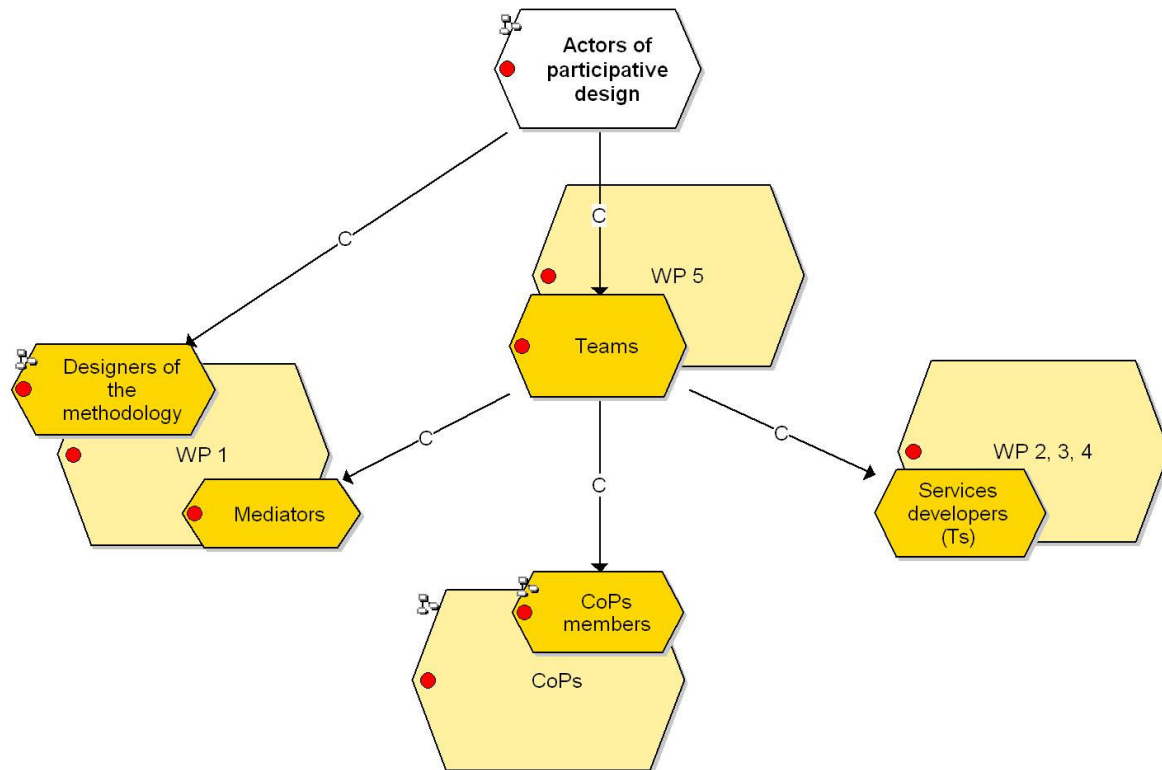 Actors of
participative
design
C
C
WP 5
Teams
Designers of
the
methodology
WP 1
Mediators
C
C
C
WP 2, 3, 4
Services
developers
(Ts)
CoPs
members
CoPs